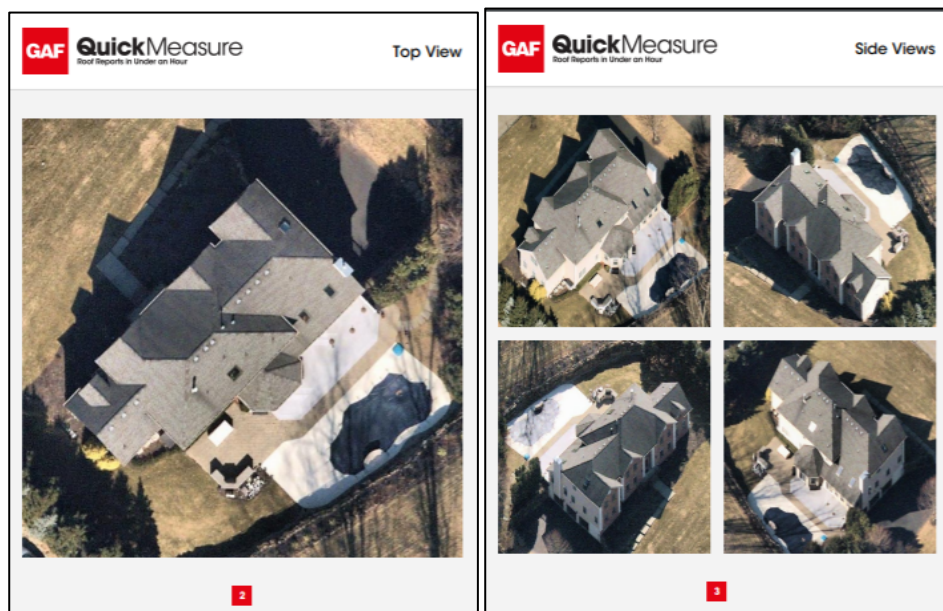 GAF QuickMeasure
Roof Reports in Under an Hour
Top View
2
GAF QuickMeasure
Roof Reports in Under an Hour
Side Views
3